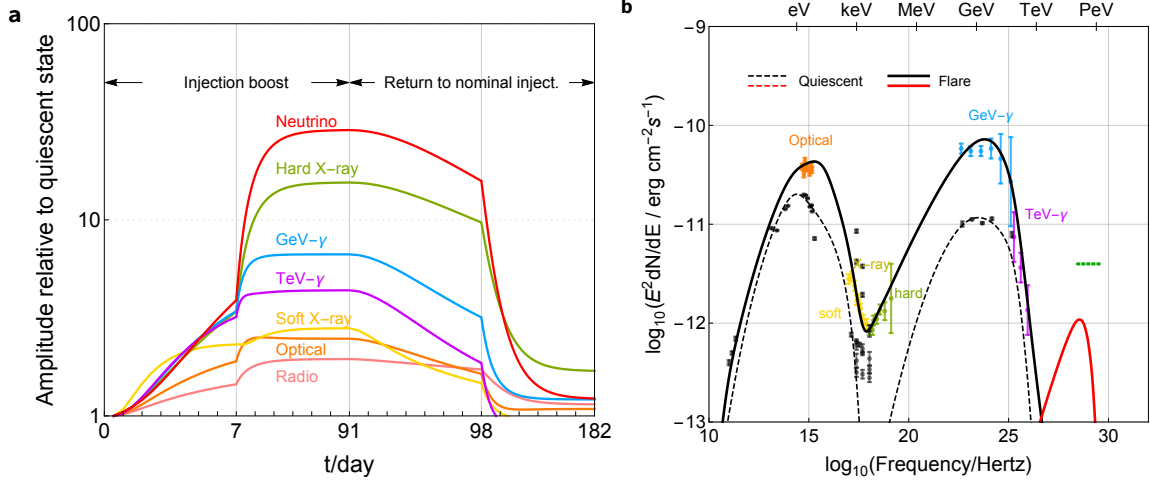 a
Amplitude relative to quiescent state
100
10
1
Injection boost
Return to nominal inject.
Neutrino
Hard X-ray
GeV-γ
TeV-γ
Soft X-ray
Optical
Radio
0 7 91 98 182
t/day
b
eV keV MeV GeV TeV PeV
log10(E²dN/dE / erg cm⁻²s⁻¹)
-9
-10
-11
-12
-13
Quiescent
Flare
Optical
GeV-γ
TeV-γ
X-ray
hard
soft
10 15 20 25 30
log10(Frequency/Hertz)